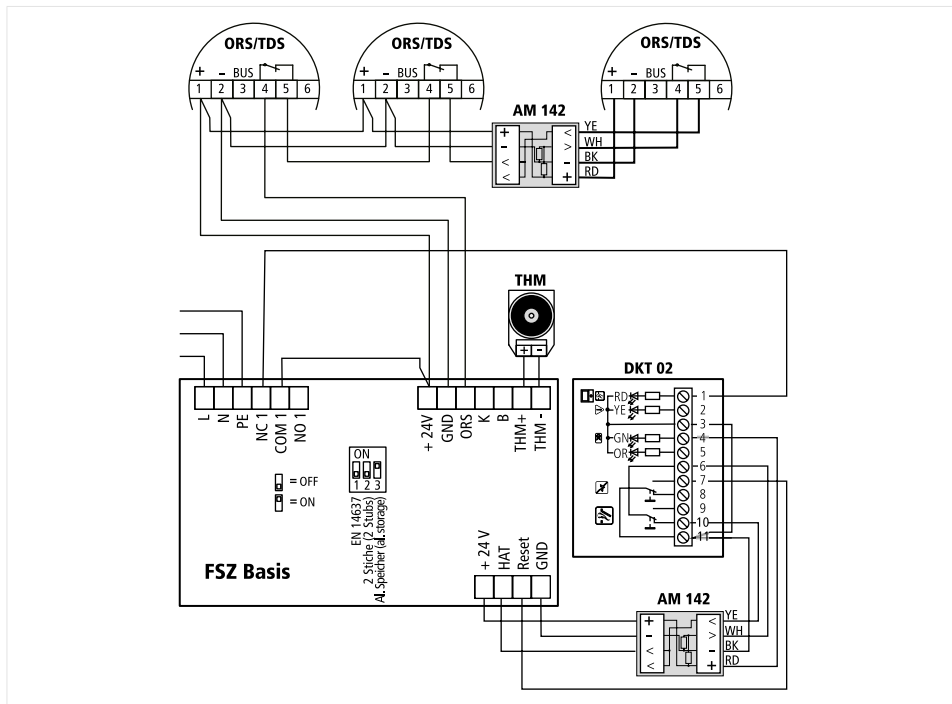 ORS/TDS
ORS/TDS
ORS/TDS
+ - BUS
+ - BUS
+ - BUS
1 2 3 4 5 6
1 2 3 4 5 6
1 2 3 4 5 6
AM 142
+ <
- >
< -
< +
YE
WH
BK
RD
THM
+ -
DKT 02
RD 1
YE 2
3
GN 4
OR 5
6
7
8
9
10
11
L
N
PE
NC 1
COM 1
NO 1
+ 24V
GND
ORS
K
B
THM+
THM -
= OFF
= ON
ON
1 2 3
EN 14637
2 Stiche (2 Stubs)
Al. Speicher (al. storage)
FSZ Basis
+ 24 V
HAT
Reset
GND
AM 142
+ <
- >
< -
< +
YE
WH
BK
RD